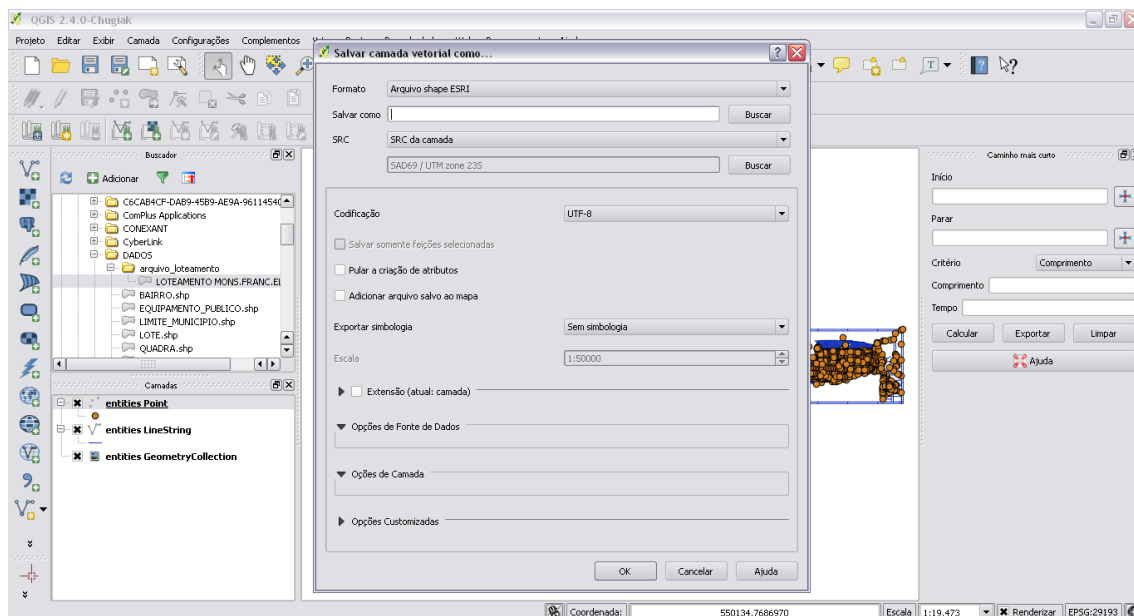 QGIS 2.4.0-Chugiak
Projeto Editar Exibir Camada Configurações Complementos
Salvar camada vetorial como...
Formato Arquivo shape ESRI
Salvar como Buscar
SRC SRC da camada
SAD69 / UTM zone 23S Buscar
Codificação UTF-8
Salvar somente feições selecionadas
Pular a criação de atributos
Adicionar arquivo salvo ao mapa
Exportar simbologia Sem simbologia
Escala 1:50000
Extensão (atual: camada)
Opções de Fonte de Dados
Oções de Camada
Opções Customizadas
OK Cancelar Ajuda
Buscador
Adicionar
C6CAB4CF-DAB9-45B9-AE9A-96114540
ComPlus Applications
CONEXANT
CyberLink
DADOS
arquivo_loteamento
LOTEAMENTO MONS.FRANC.EL
BAIRRO.shp
EQUIPAMENTO_PUBLICO.shp
LIMITE_MUNICIPIO.shp
LOTE.shp
QUADRA.shp
Camadas
entities Point
entities LineString
entities GeometryCollection
Caminho mais curto
Início
Parar
Critério Comprimento
Comprimento
Tempo
Calcular Exportar Limpar
Ajuda
Coordenada: 550134,7686970 Escala 1:19.473 Renderizar EPSG:29193